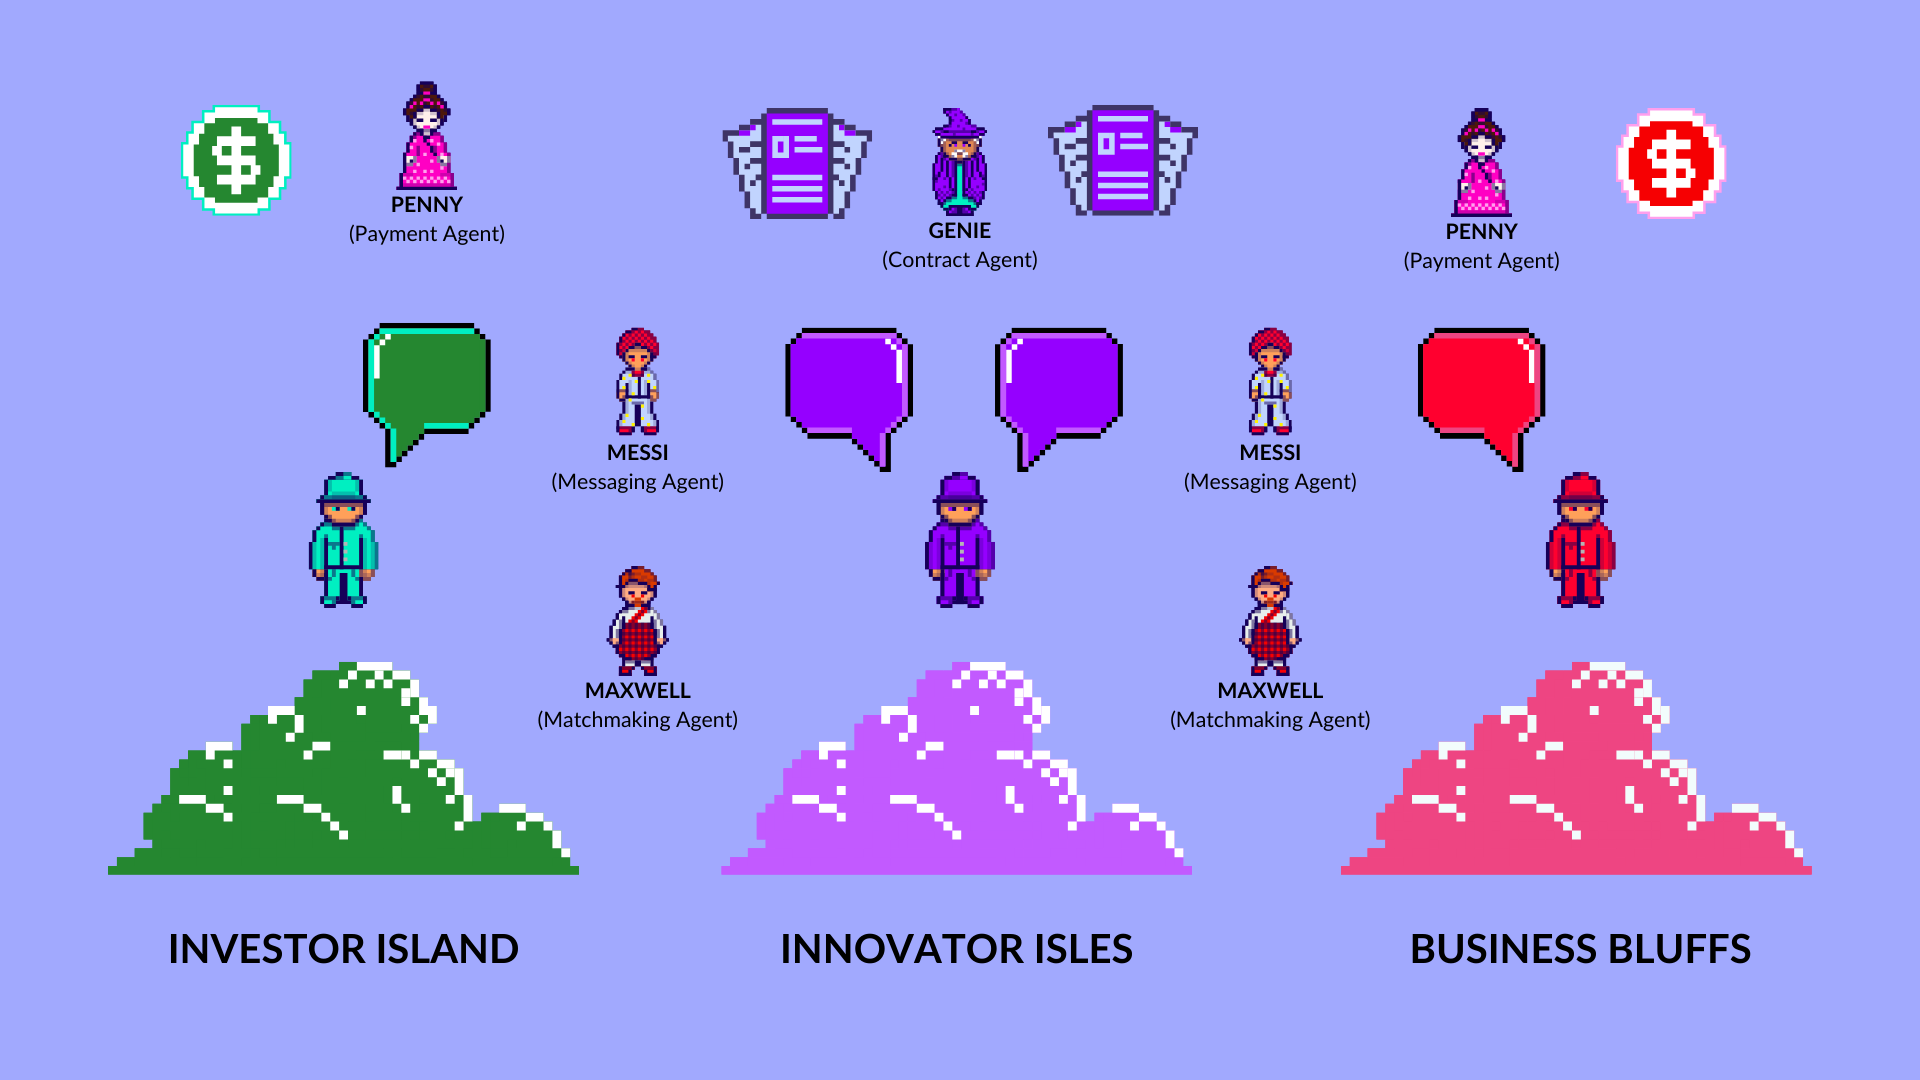 PENNY
(Payment Agent)
GENIE
(Contract Agent)
PENNY
(Payment Agent)
MESSI
(Messaging Agent)
MESSI
(Messaging Agent)
MAXWELL
(Matchmaking Agent)
MAXWELL
(Matchmaking Agent)
INVESTOR ISLAND
INNOVATOR ISLES
BUSINESS BLUFFS